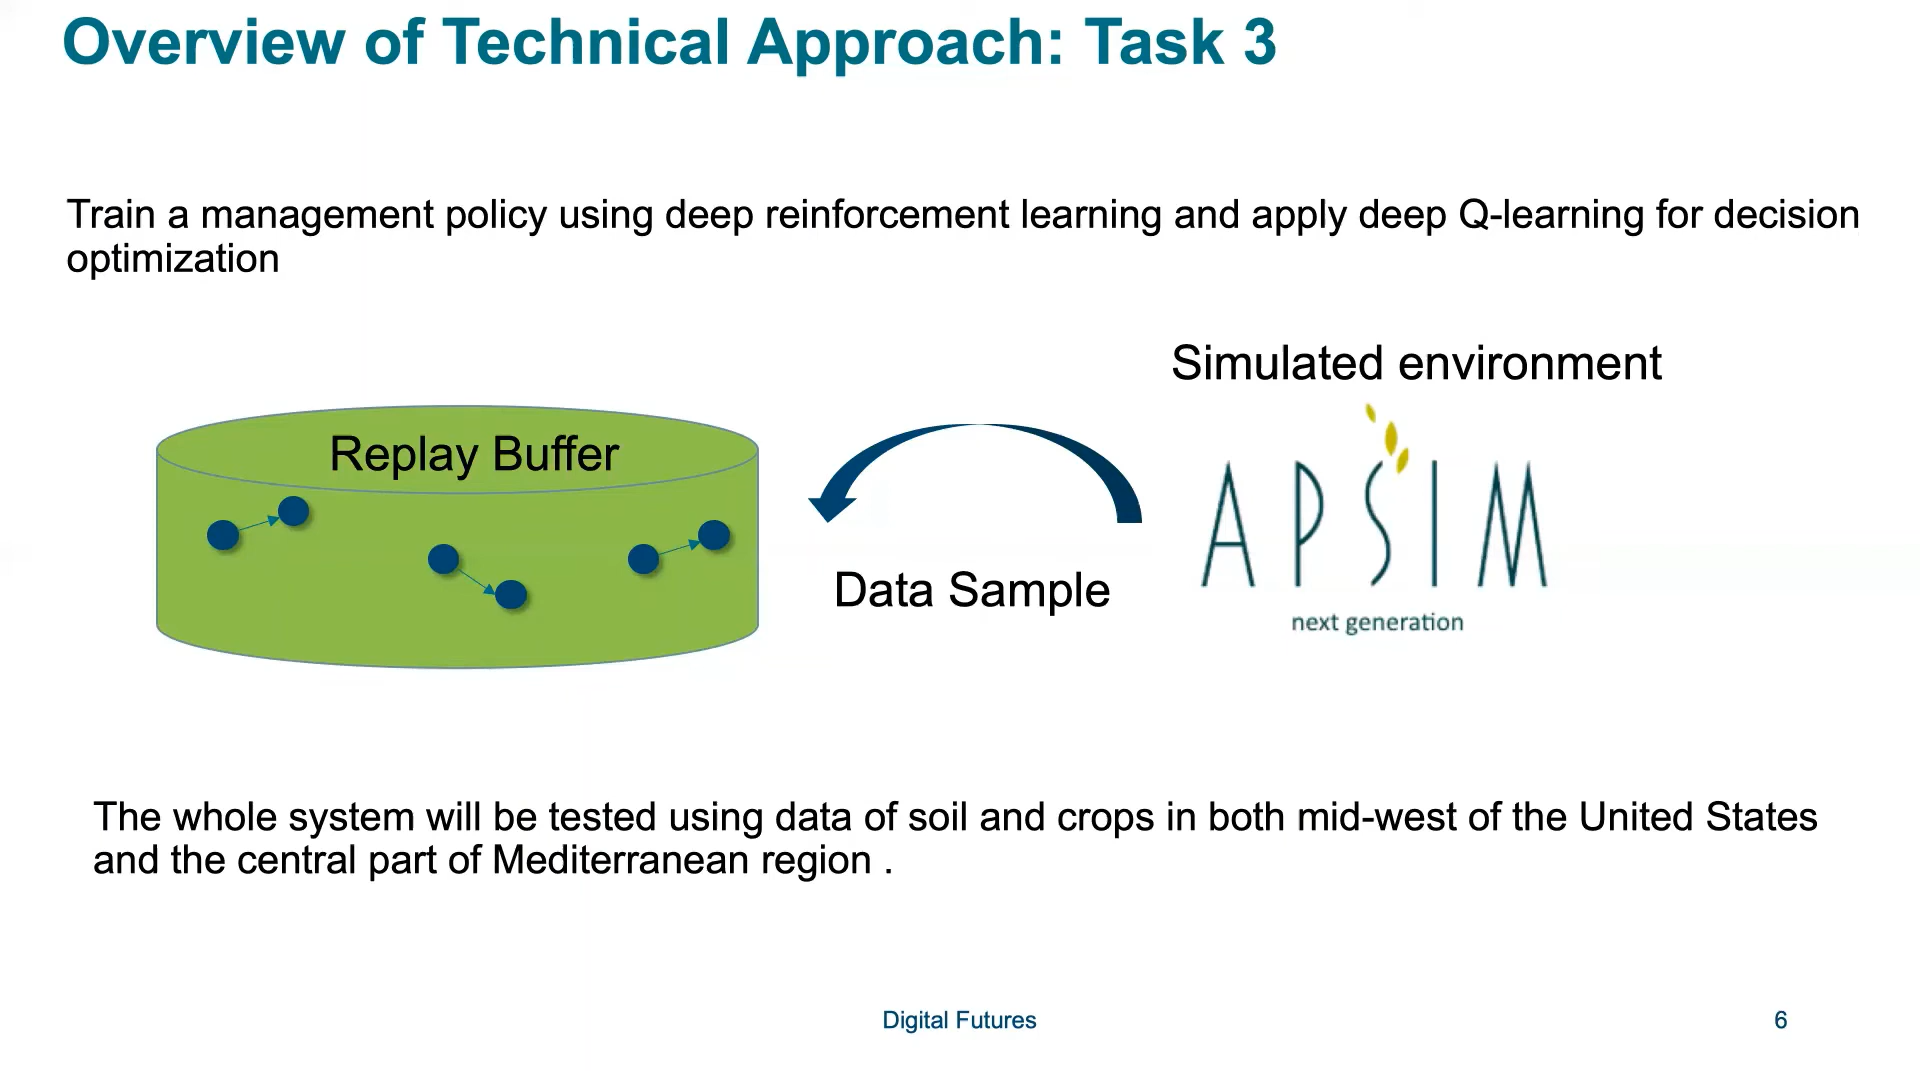 Overview of Technical Approach: Task 3
Train a management policy using deep reinforcement learning and apply deep Q-learning for decision
optimization
Simulated environment
Replay Buffer
APSIM
Data Sample
next generation
The whole system will be tested using data of soil and crops in both mid-west of the United States
and the central part of Mediterranean region .
Digital Futures
6